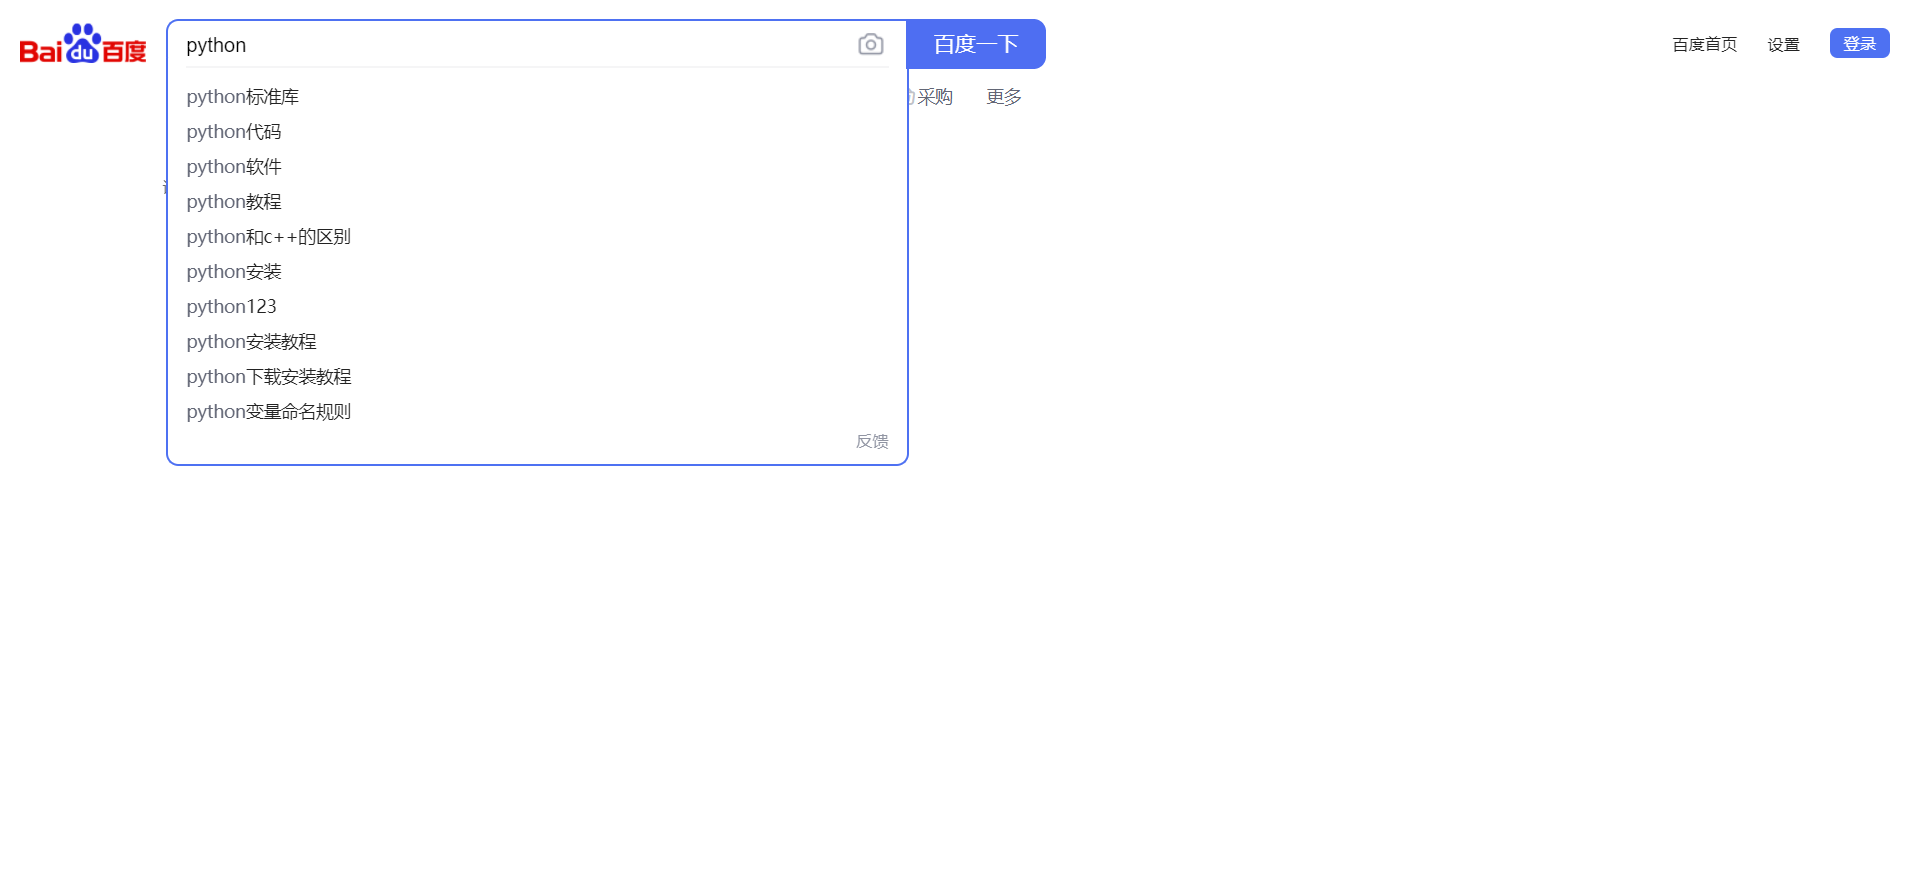 Bai du 百度
python
百度一下
百度首页
设置
登录
采购
更多
python标准库
python代码
python软件
python教程
python和c++的区别
python安装
python123
python安装教程
python下载安装教程
python变量命名规则
反馈